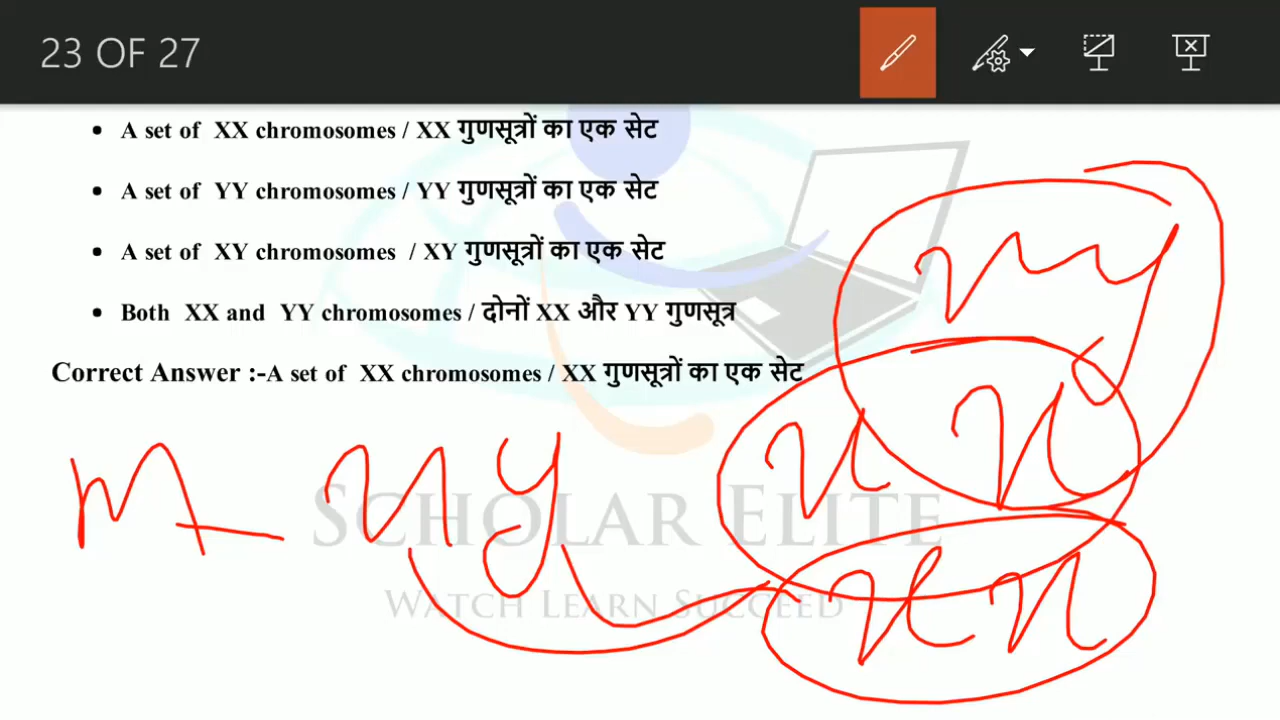 23 OF 27
• A set of XX chromosomes / XX गुणसूत्रों का एक सेट
• A set of YY chromosomes / YY गुणसूत्रों का एक सेट
• A set of XY chromosomes / XY गुणसूत्रों का एक सेट
• Both XX and YY chromosomes / दोनों XX और YY गुणसूत्र
Correct Answer :-A set of XX chromosomes / XX गुणसूत्रों का एक सेट
xy
x x
m - xy
SCHOLAR ELITE
WATCH LEARN SUCCEED
x x